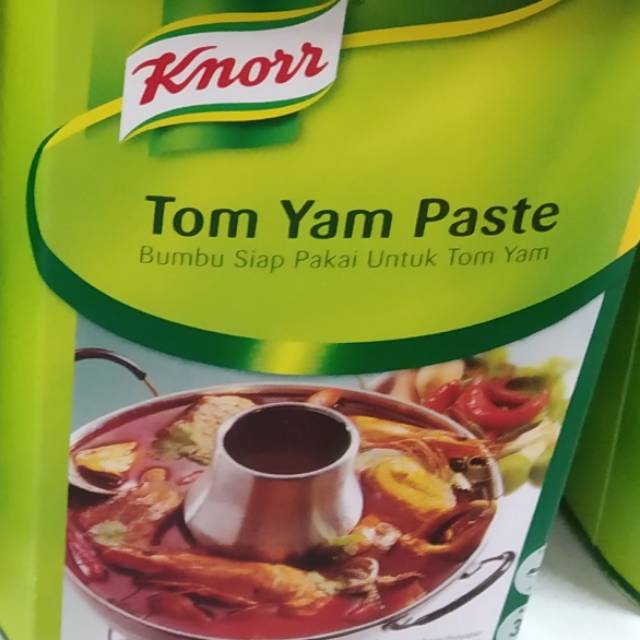 Knorr
Tom Yam Paste
Bumbu Siap Pakai Untuk Tom Yam